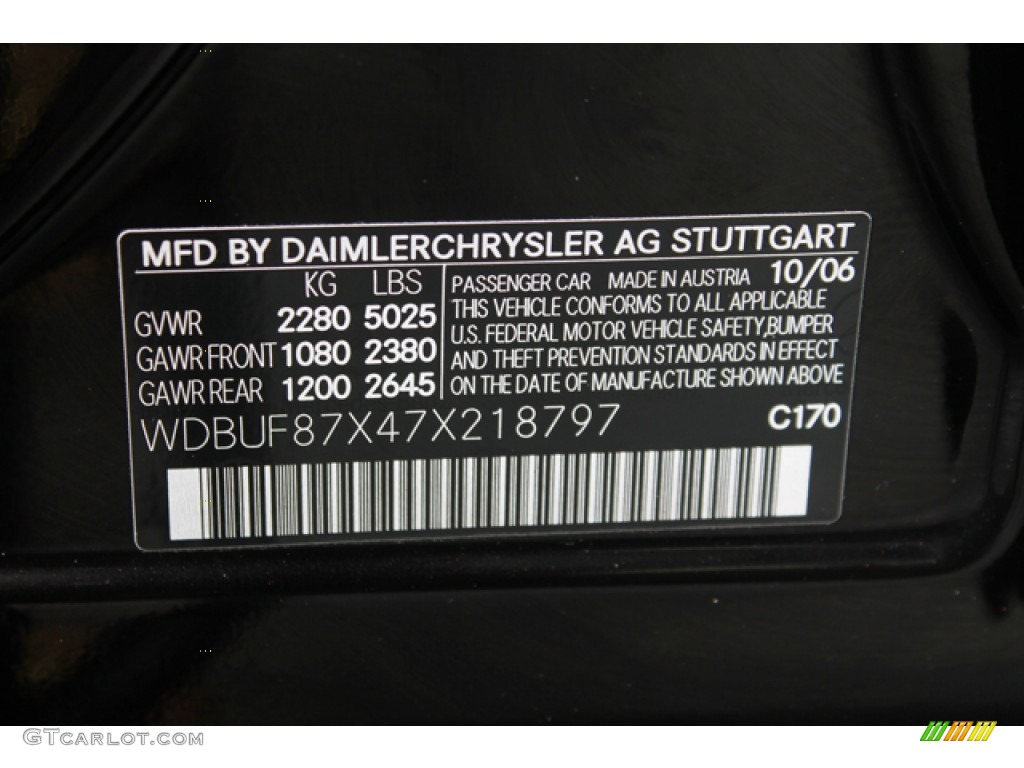 MFD BY DAIMLERCHRYSLER AG STUTTGART
KG LBS
GVWR 2280 5025
GAWR FRONT 1080 2380
GAWR REAR 1200 2645
PASSENGER CAR MADE IN AUSTRIA 10/06
THIS VEHICLE CONFORMS TO ALL APPLICABLE
U.S. FEDERAL MOTOR VEHICLE SAFETY,BUMPER
AND THEFT PREVENTION STANDARDS IN EFFECT
ON THE DATE OF MANUFACTURE SHOWN ABOVE
WDBUF87X47X218797 C170
GTCARLOT.COM